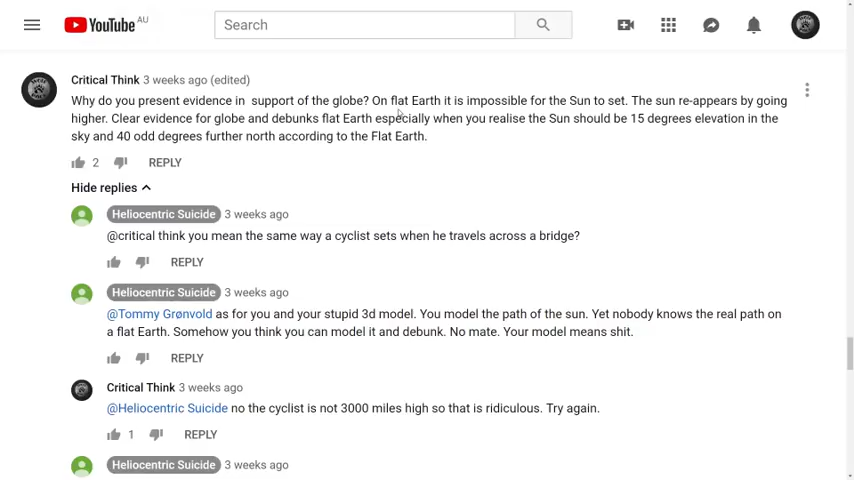 YouTube AU
Search
Critical Think 3 weeks ago (edited)
Why do you present evidence in support of the globe? On flat Earth it is impossible for the Sun to set. The sun re-appears by going
higher. Clear evidence for globe and debunks flat Earth especially when you realise the Sun should be 15 degrees elevation in the
sky and 40 odd degrees further north according to the Flat Earth.
2 REPLY
Hide replies
Heliocentric Suicide 3 weeks ago
@critical think you mean the same way a cyclist sets when he travels across a bridge?
REPLY
Heliocentric Suicide 3 weeks ago
@Tommy Grønvold as for you and your stupid 3d model. You model the path of the sun. Yet nobody knows the real path on
a flat Earth. Somehow you think you can model it and debunk. No mate. Your model means shit.
REPLY
Critical Think 3 weeks ago
@Heliocentric Suicide no the cyclist is not 3000 miles high so that is ridiculous. Try again.
1 REPLY
Heliocentric Suicide 3 weeks ago